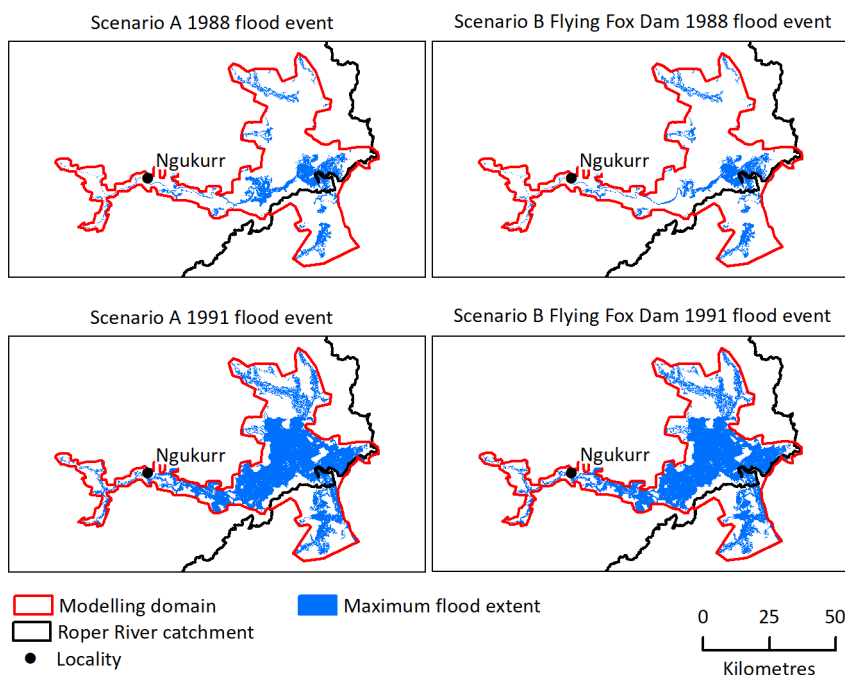 Scenario A 1988 flood event
Scenario B Flying Fox Dam 1988 flood event
Ngukurr
Ngukurr
Scenario A 1991 flood event
Scenario B Flying Fox Dam 1991 flood event
Ngukurr
Ngukurr
Modelling domain
Maximum flood extent
Roper River catchment
Locality
0 25 50
Kilometres